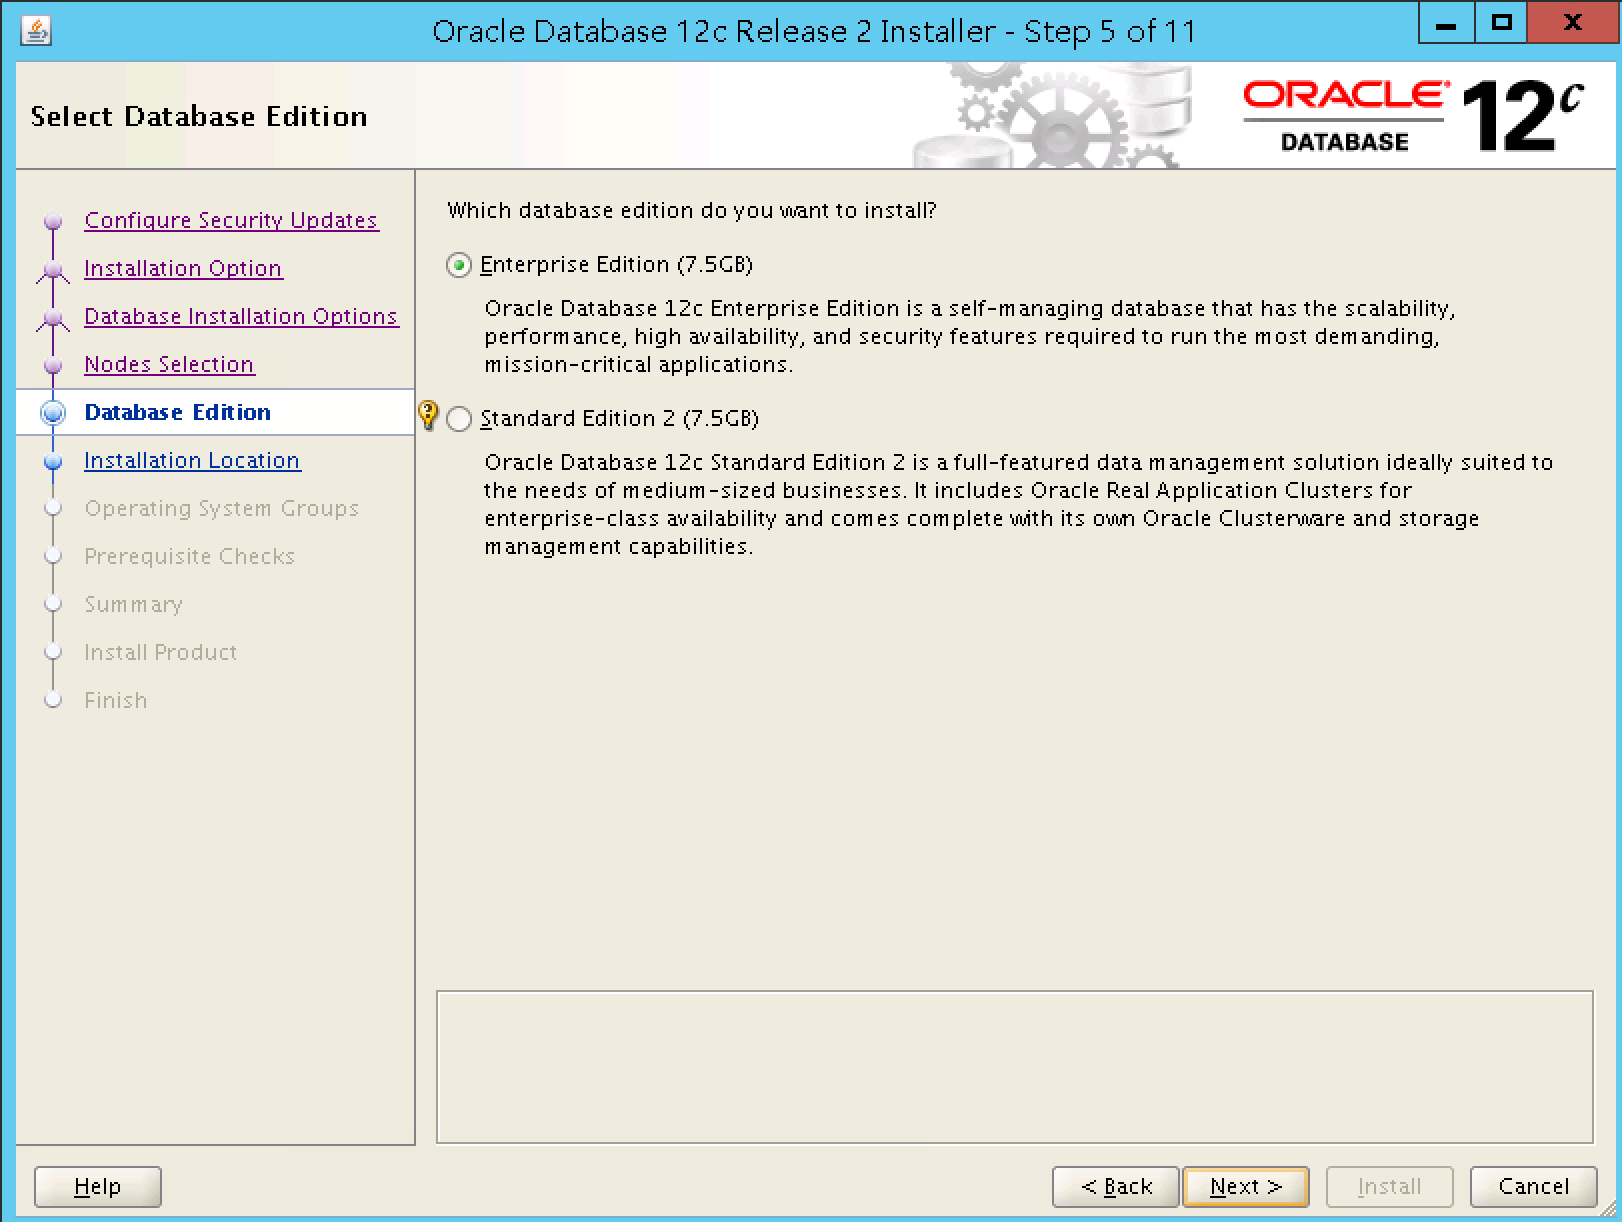 Oracle Database 12c Release 2 Installer - Step 5 of 11
Select Database Edition
ORACLE
DATABASE
12c
Configure Security Updates
Installation Option
Database Installation Options
Nodes Selection
Database Edition
Installation Location
Operating System Groups
Prerequisite Checks
Summary
Install Product
Finish
Which database edition do you want to install?
Enterprise Edition (7.5GB)
Oracle Database 12c Enterprise Edition is a self-managing database that has the scalability,
performance, high availability, and security features required to run the most demanding,
mission-critical applications.
Standard Edition 2 (7.5GB)
Oracle Database 12c Standard Edition 2 is a full-featured data management solution ideally suited to
the needs of medium-sized businesses. It includes Oracle Real Application Clusters for
enterprise-class availability and comes complete with its own Oracle Clusterware and storage
management capabilities.
Help
< Back
Next >
Install
Cancel